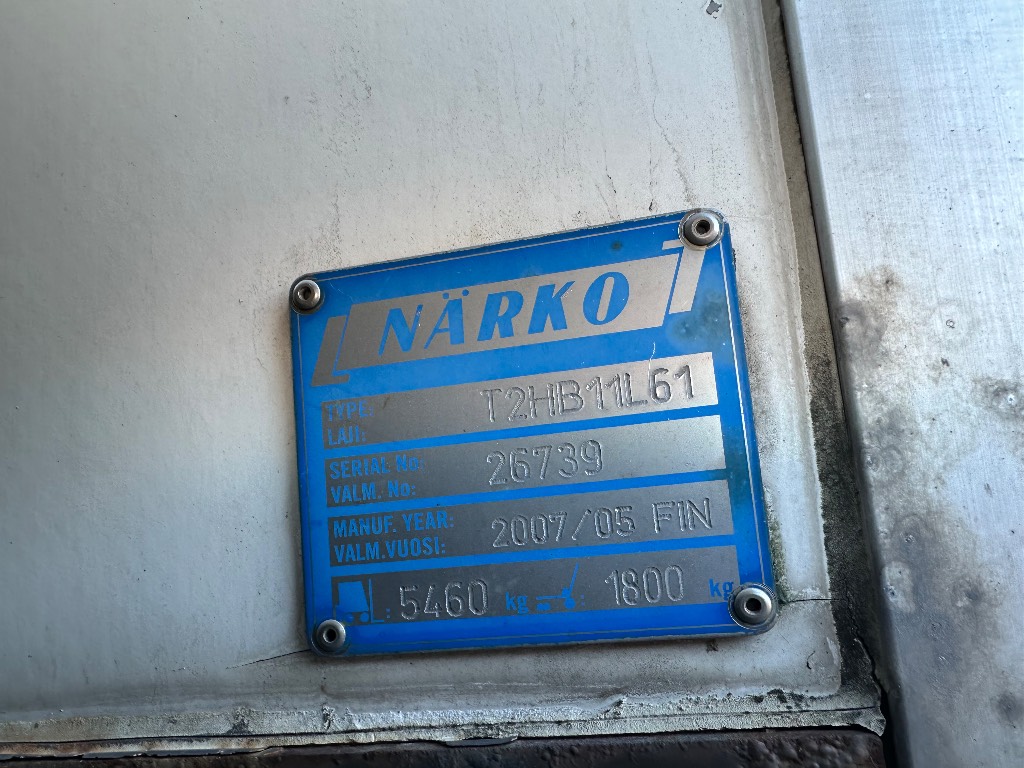 NÄRKO
TYPE: T2HB11L61
LAJI:
SERIAL No: 26739
VALM. No:
MANUF. YEAR: 2007/05 FIN
VALM.VUOSI:
: 5460 kg : 1800 kg